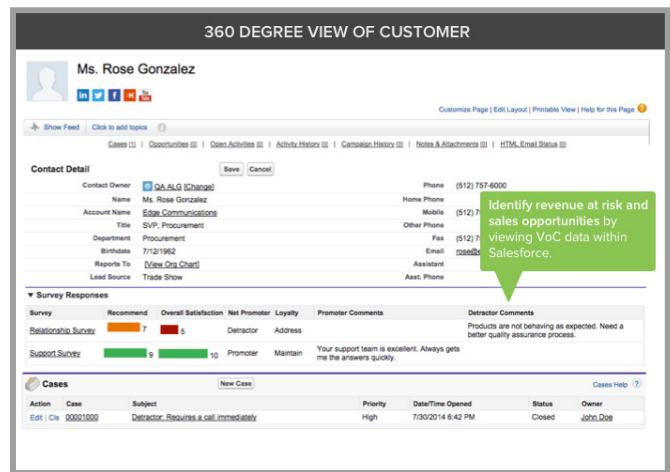 360 DEGREE VIEW OF CUSTOMER
Ms. Rose Gonzalez
Customize Page | Edit Layout | Printable View | Help for this Page
Show Feed Click to add topics
Cases [1] | Opportunities [0] | Open Activities [0] | Activity History [0] | Campaign History [0] | Notes & Attachments [0] | HTML Email Status [0]
Contact Detail Save Cancel
Contact Owner QA ALG [Change] Phone (512) 757-6000
Name Ms. Rose Gonzalez Home Phone
Account Name Edge Communications Mobile (512) 7
Title SVP, Procurement Other Phone
Department Procurement Fax (512) 7
Birthdate 7/12/1962 Email rose@e
Reports To [View Org Chart] Assistant
Lead Source Trade Show Asst. Phone
Identify revenue at risk and
sales opportunities by
viewing VoC data within
Salesforce.
Survey Responses
Survey Recommend Overall Satisfaction Net Promoter Loyalty Promoter Comments Detractor Comments
Relationship Survey 7 5 Detractor Address Products are not behaving as expected. Need a
better quality assurance process.
Support Survey 9 10 Promoter Maintain Your support team is excellent. Always gets
me the answers quickly.
Cases New Case Cases Help
Action Case Subject Priority Date/Time Opened Status Owner
Edit | Cls 00001000 Detractor: Requires a call immediately High 7/30/2014 6:42 PM Closed John Doe